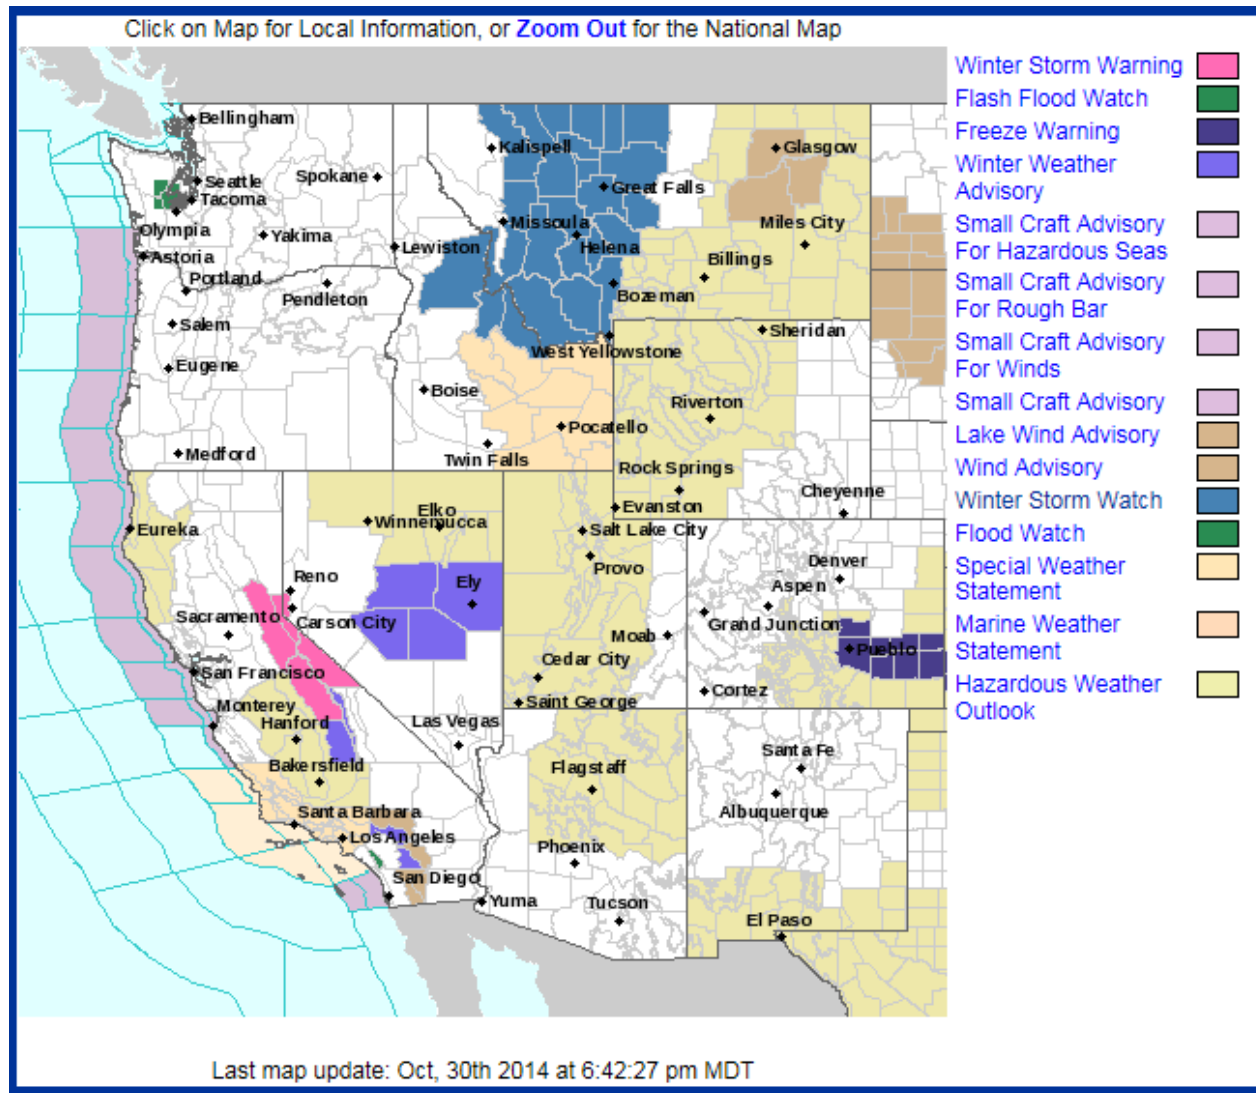 Click on Map for Local Information, or Zoom Out for the National Map
Winter Storm Warning
Flash Flood Watch
Freeze Warning
Winter Weather
Advisory
Small Craft Advisory
For Hazardous Seas
Small Craft Advisory
For Rough Bar
Small Craft Advisory
For Winds
Small Craft Advisory
Lake Wind Advisory
Wind Advisory
Winter Storm Watch
Flood Watch
Special Weather
Statement
Marine Weather
Statement
Hazardous Weather
Outlook
Bellingham
Kalispell
Glasgow
Seattle
Spokane
Great Falls
Tacoma
Olympia
Missoula
Miles City
Yakima
Lewiston
Helena
Astoria
Billings
Portland
Pendleton
Bozeman
Salem
Sheridan
West Yellowstone
Eugene
Boise
Riverton
Pocatello
Medford
Twin Falls
Rock Springs
Cheyenne
Elko
Evanston
Eureka
Winnemucca
Salt Lake City
Provo
Denver
Reno
Ely
Aspen
Sacramento
Carson City
Grand Junction
Moab
Pueblo
Cedar City
San Francisco
Cortez
Monterey
Saint George
Hanford
Las Vegas
Santa Fe
Bakersfield
Flagstaff
Albuquerque
Santa Barbara
Los Angeles
Phoenix
San Diego
Yuma
Tucson
El Paso
Last map update: Oct, 30th 2014 at 6:42:27 pm MDT